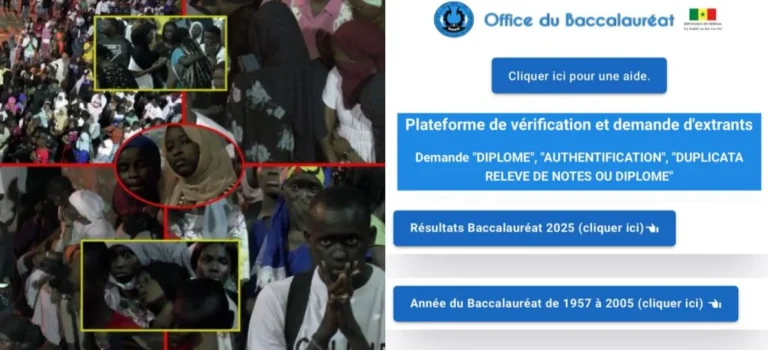 Office du Baccalauréat
Cliquer ici pour une aide.
Plateforme de vérification et demande d'extrants
Demande "DIPLOME", "AUTHENTIFICATION", "DUPLICATA
RELEVE DE NOTES OU DIPLOME"
Résultats Baccalauréat 2025 (cliquer ici)
Année du Baccalauréat de 1957 à 2005 (cliquer ici)